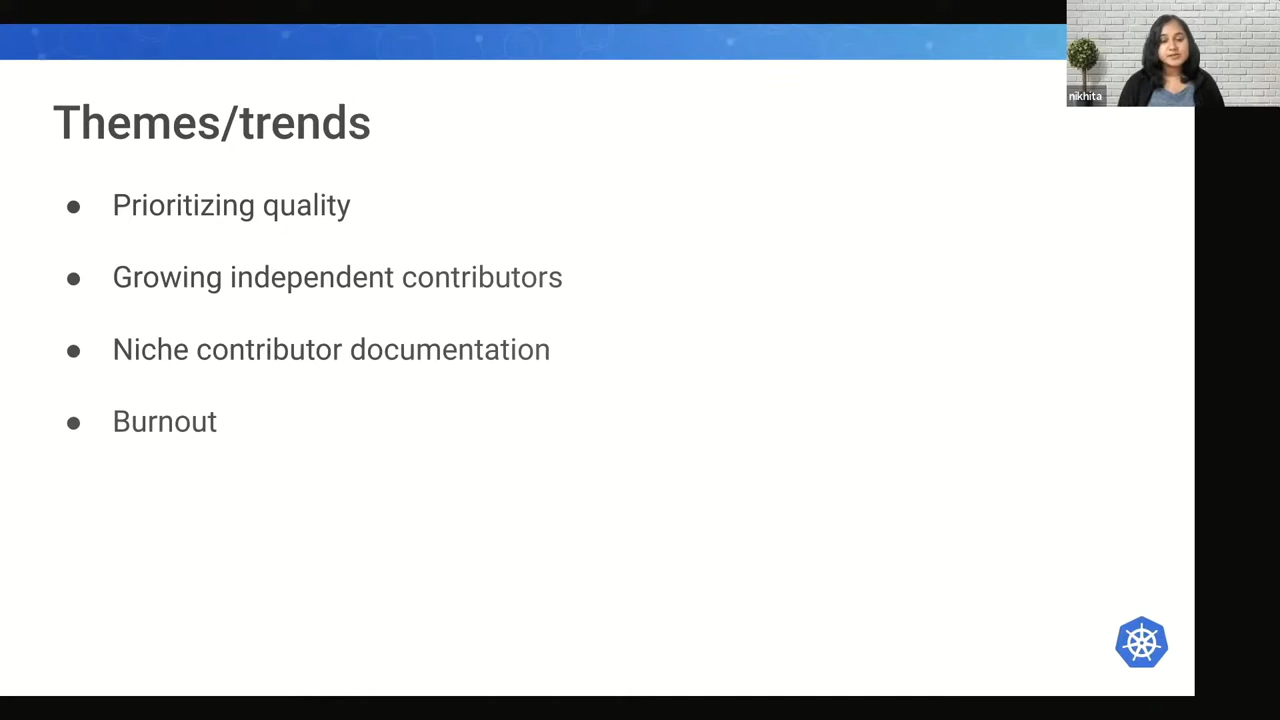 nikhita
Themes/trends
● Prioritizing quality
● Growing independent contributors
● Niche contributor documentation
● Burnout